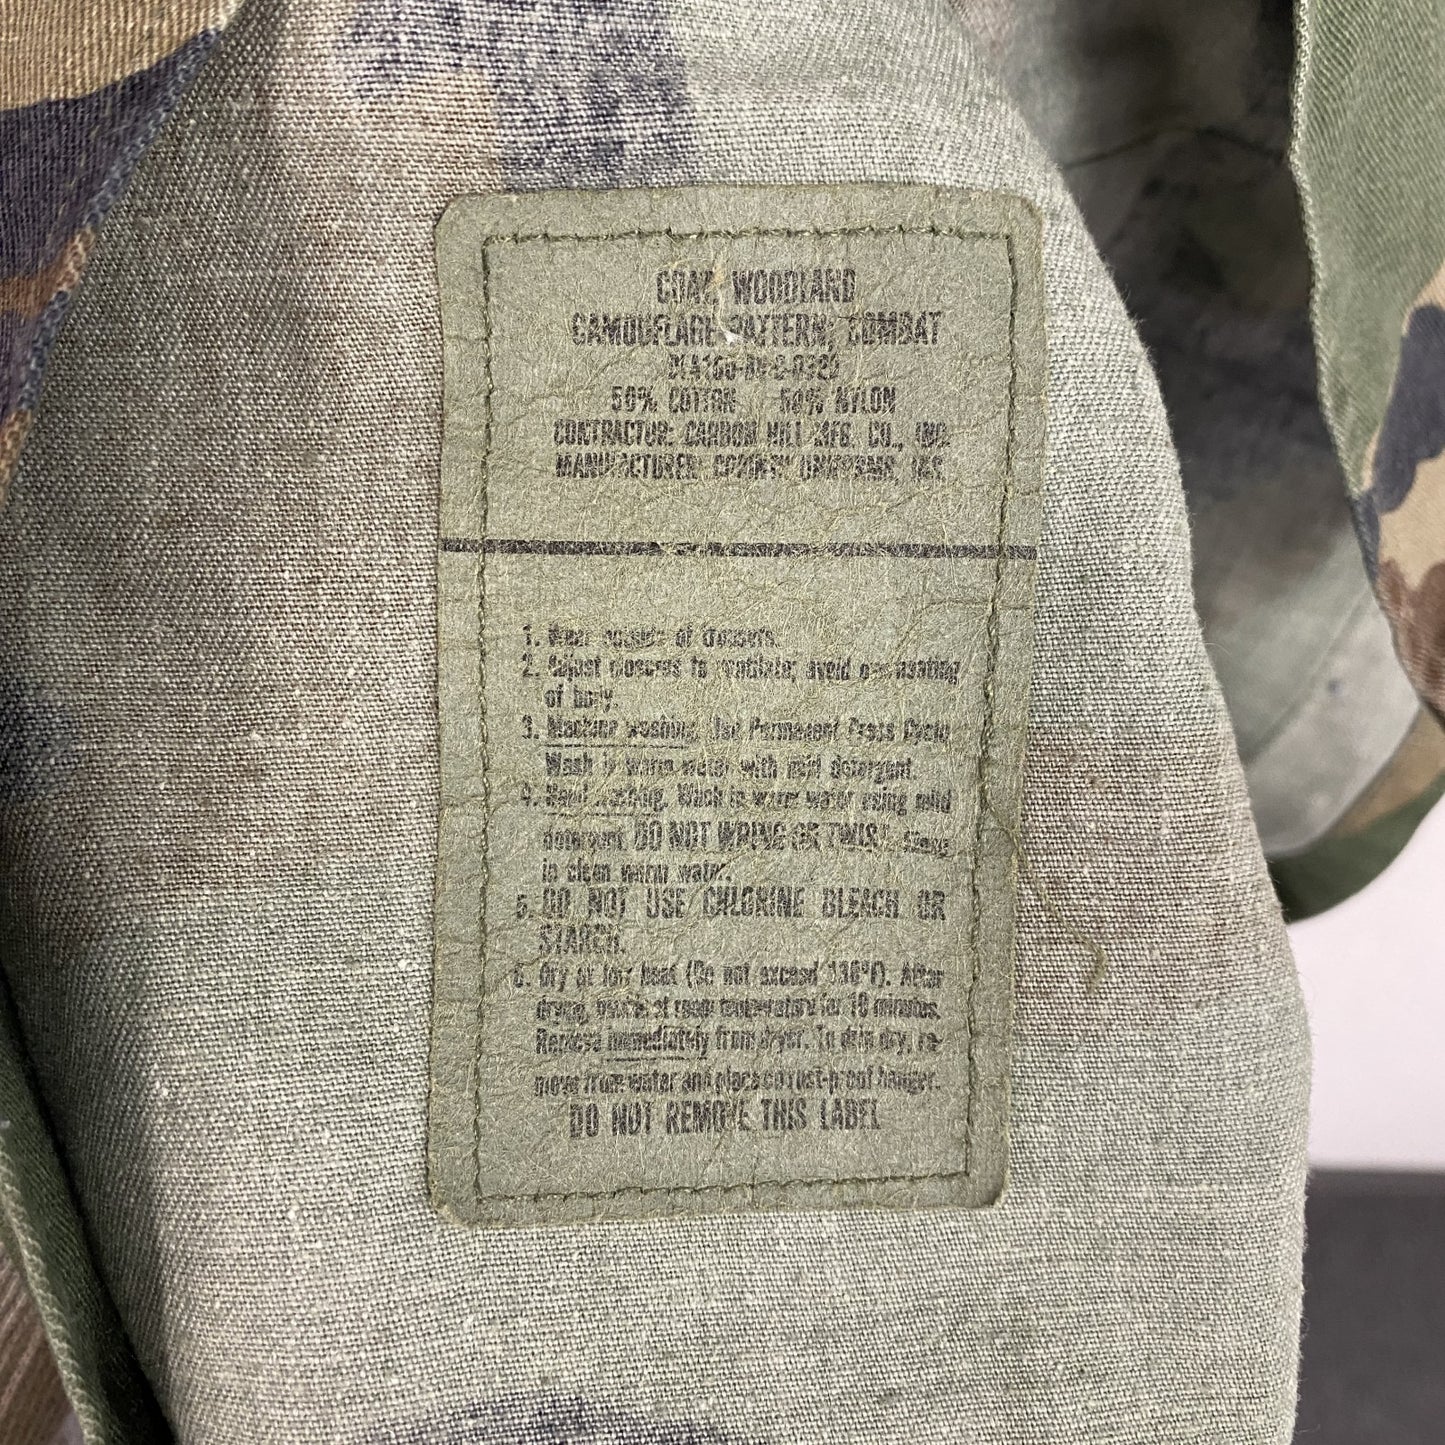 COAT, WOODLAND
CAMOUFLAGE PATTERN, COMBAT
50% COTTON 50% NYLON
CONTRACTOR: CARBON HILL MFG. CO., INC.
MANUFACTURER: UNIFORMS, INC.
1. Wear outside of trousers.
2. Adjust closures to ventilate; avoid overheating
of body.
3. Machine washing. Use Permanent Press Cycle
Wash in warm water with mild detergent.
4. Hand washing. Wash in warm water using mild
detergent. DO NOT WRING OR TWIST.
in clean warm water.
5. DO NOT USE CHLORINE BLEACH OR
STARCH.
6. Dry at low heat (Do not exceed 130°F). After
drying, at room temperature for 10 minutes.
Remove immediately from dryer. To drip dry, re-
move from water and place on rust-proof hanger.
DO NOT REMOVE THIS LABEL